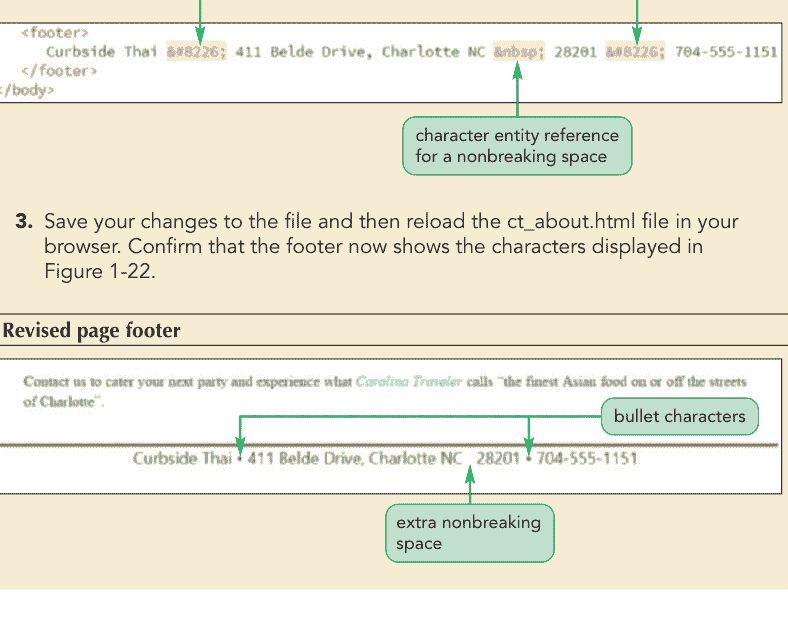 <footer>
Curbside Thai &#8226; 411 Belde Drive, Charlotte NC &nbsp; 28201 &#8226; 704-555-1151
</footer>
</body>
character entity reference
for a nonbreaking space
3. Save your changes to the file and then reload the ct_about.html file in your
browser. Confirm that the footer now shows the characters displayed in
Figure 1-22.
Revised page footer
Contact us to cater your next party and experience what Carolina Traveler calls "the finest Asian food on or off the streets
of Charlotte".
bullet characters
Curbside Thai • 411 Belde Drive, Charlotte NC   28201 • 704-555-1151
extra nonbreaking
space